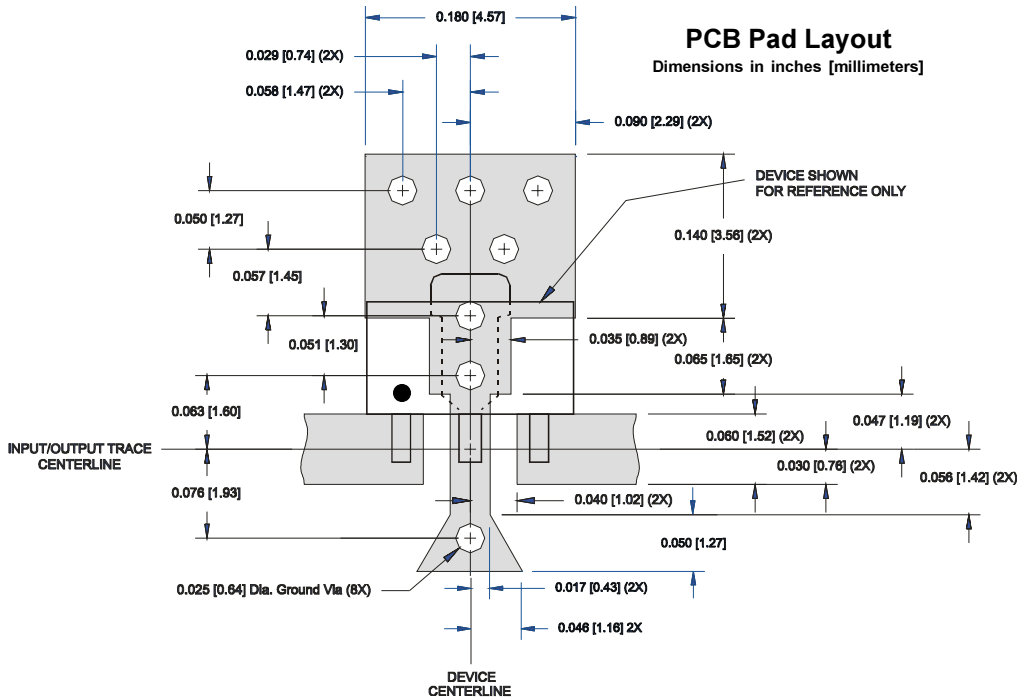 0.180 [4.57]
PCB Pad Layout
Dimensions in inches [millimeters]
0.029 [0.74] (2X)
0.058 [1.47] (2X)
0.090 [2.29] (2X)
DEVICE SHOWN
FOR REFERENCE ONLY
0.050 [1.27]
0.140 [3.56] (2X)
0.057 [1.45]
0.051 [1.30]
0.035 [0.89] (2X)
0.065 [1.65] (2X)
0.063 [1.60]
0.047 [1.19] (2X)
0.060 [1.52] (2X)
INPUT/OUTPUT TRACE
CENTERLINE
0.030 [0.76] (2X)
0.056 [1.42] (2X)
0.076 [1.93]
0.040 [1.02] (2X)
0.050 [1.27]
0.025 [0.64] Dia. Ground Via (8X)
0.017 [0.43] (2X)
0.046 [1.16] 2X
DEVICE
CENTERLINE